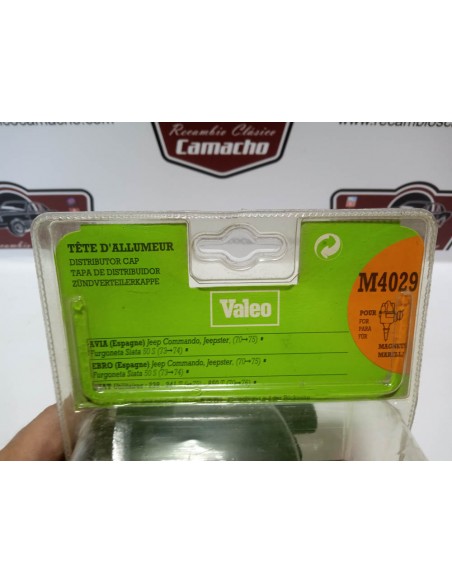 Recambio Clásico
Camacho
TÊTE D'ALLUMEUR
DISTRIBUTOR CAP
TAPA DE DISTRIBUIDOR
ZÜNDVERTEILERKAPPE
Valeo
M4029
POUR
FOR
PARA
FÜR
AVIA (Espagne) Jeep Commando, Jeepster, (70→75) *
Furgoneta Siata 50 S (73→74) *
EBRO (Espagne) Jeep Commando, Jeepster, (70→75) *
Furgoneta Siata 50 S (73→74) *